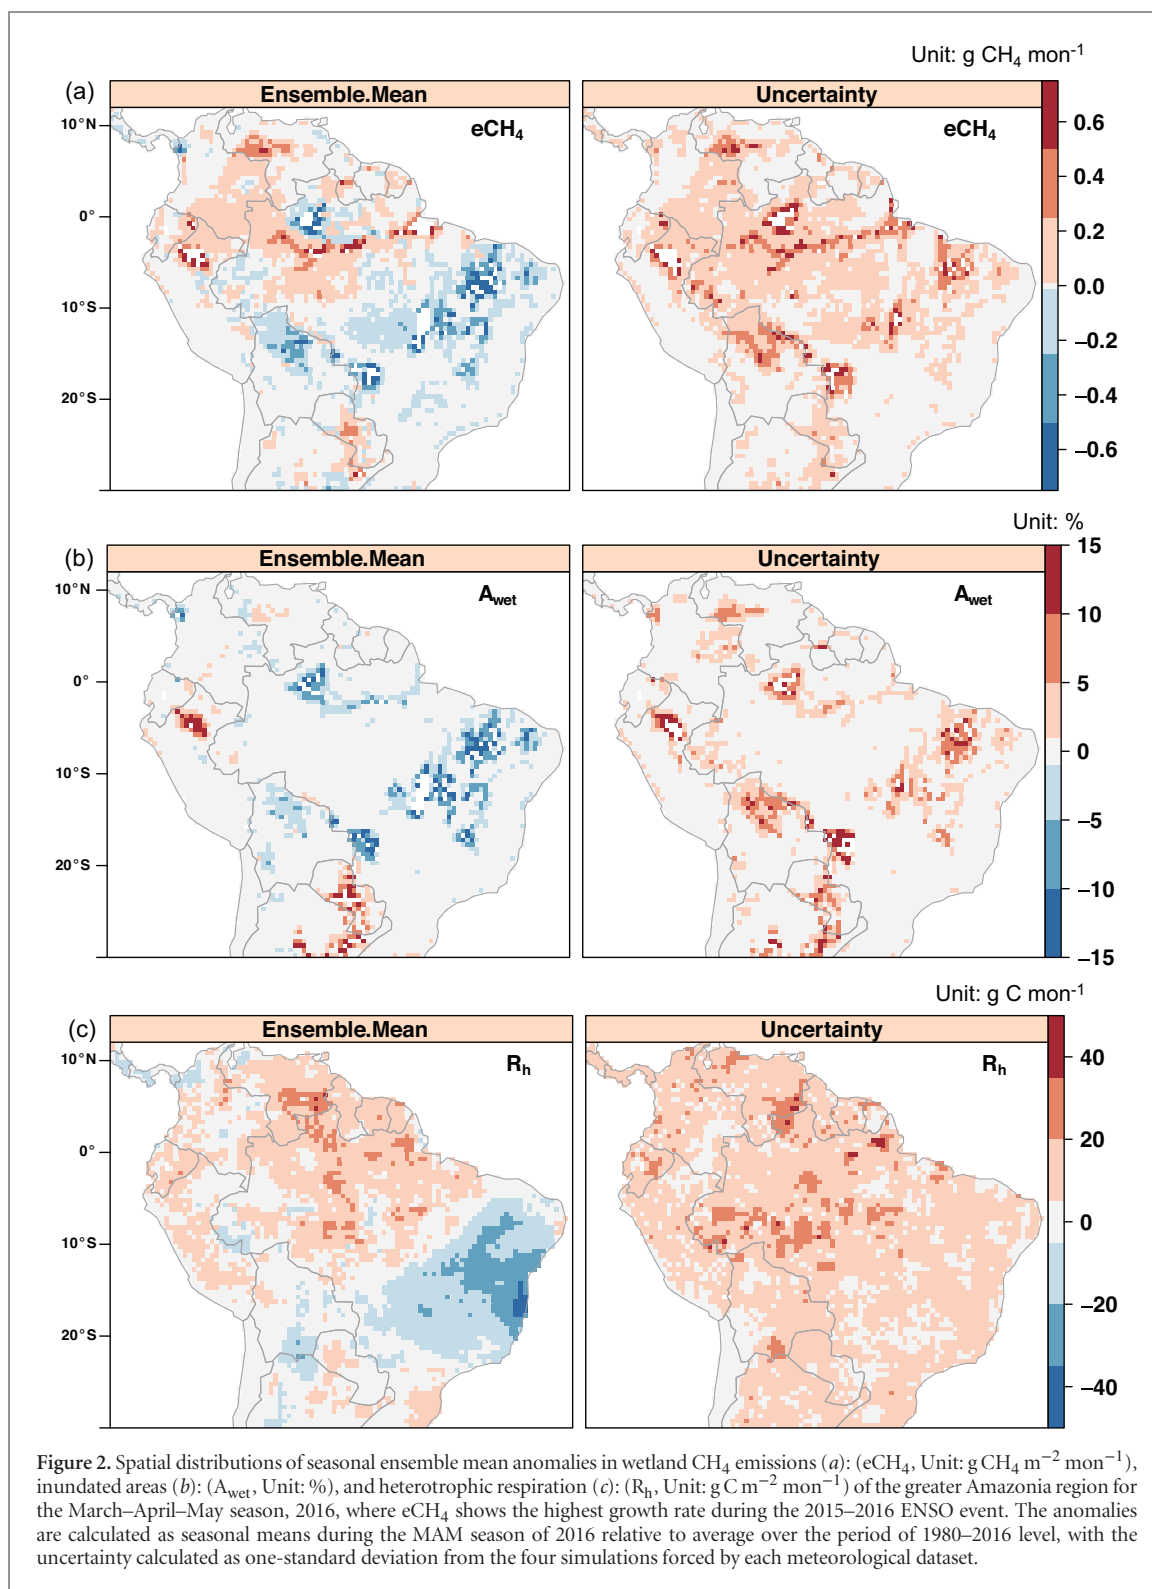 Unit: g CH4 mon-1
(a)
Ensemble.Mean
Uncertainty
eCH4
eCH4
10°N
0°
10°S
20°S
0.6
0.4
0.2
0.0
−0.2
−0.4
−0.6
Unit: %
(b)
Ensemble.Mean
Uncertainty
Awet
Awet
10°N
0°
10°S
20°S
15
10
5
0
−5
−10
−15
Unit: g C mon-1
(c)
Ensemble.Mean
Uncertainty
Rh
Rh
10°N
0°
10°S
20°S
40
20
0
−20
−40
Figure 2. Spatial distributions of seasonal ensemble mean anomalies in wetland CH4 emissions (a): (eCH4, Unit: g CH4 m−2 mon−1),
inundated areas (b): (Awet, Unit: %), and heterotrophic respiration (c): (Rh, Unit: g C m−2 mon−1) of the greater Amazonia region for
the March–April–May season, 2016, where eCH4 shows the highest growth rate during the 2015–2016 ENSO event. The anomalies
are calculated as seasonal means during the MAM season of 2016 relative to average over the period of 1980–2016 level, with the
uncertainty calculated as one-standard deviation from the four simulations forced by each meteorological dataset.